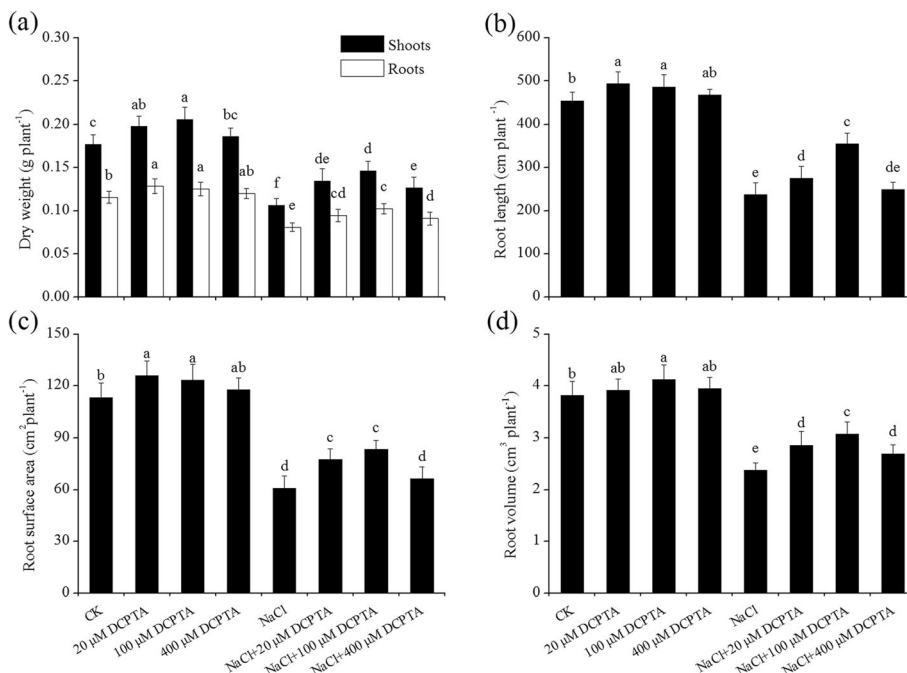 (a)
0.30
0.25
0.20
0.15
0.10
0.05
0.00
Dry weight (g plant⁻¹)
Shoots
Roots
c
ab
a
bc
f
de
d
e
b
a
a
ab
e
cd
c
d
(b)
600
500
400
300
200
100
0
Root length (cm plant⁻¹)
b
a
a
ab
e
d
c
de
(c)
150
120
90
60
30
0
Root surface area (cm²plant⁻¹)
b
a
a
ab
d
c
c
d
CK
20 μM DCPTA
100 μM DCPTA
400 μM DCPTA
NaCl
NaCl+20 μM DCPTA
NaCl+100 μM DCPTA
NaCl+400 μM DCPTA
(d)
5
4
3
2
1
0
Root volume (cm³ plant⁻¹)
b
ab
a
ab
e
d
c
d
CK
20 μM DCPTA
100 μM DCPTA
400 μM DCPTA
NaCl
NaCl+20 μM DCPTA
NaCl+100 μM DCPTA
NaCl+400 μM DCPTA